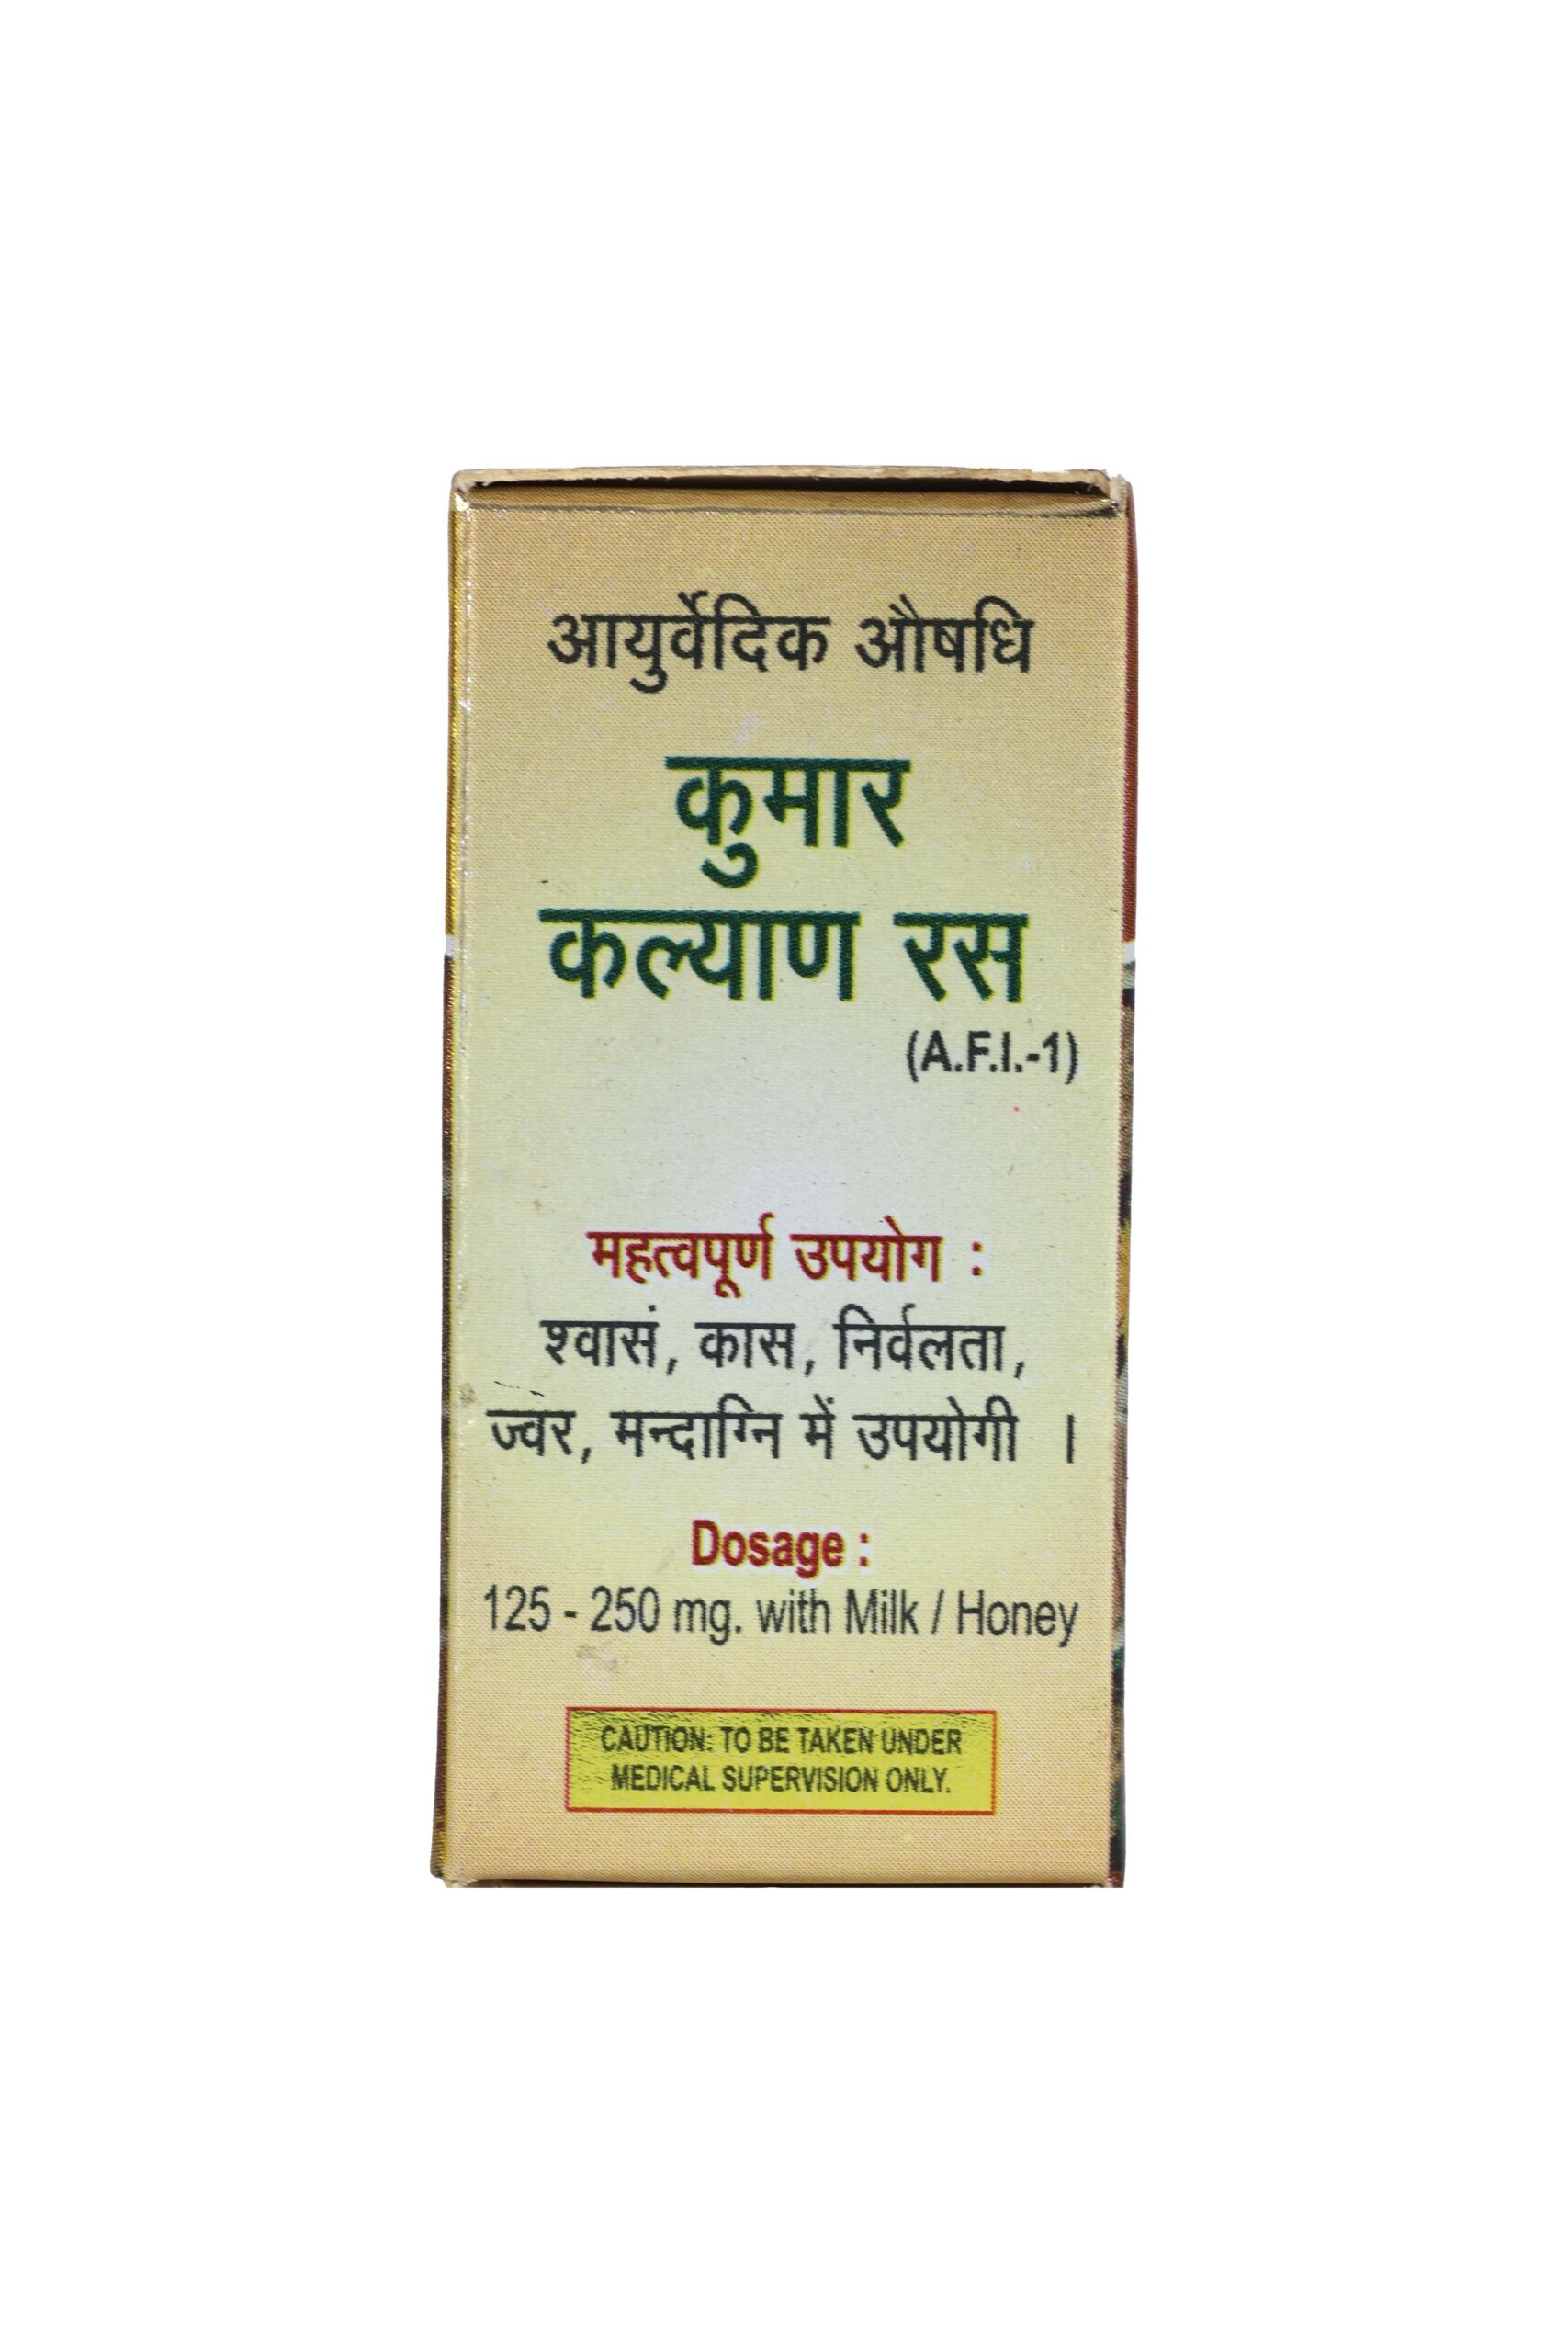 आयुर्वेदिक औषधि
कुमार
कल्याण रस
(A.F.I.-1)
महत्वपूर्ण उपयोग :
श्वासं, कास, निर्वलता,
ज्वर, मन्दाग्नि में उपयोगी ।
Dosage :
125 - 250 mg. with Milk / Honey
CAUTION: TO BE TAKEN UNDER
MEDICAL SUPERVISION ONLY.